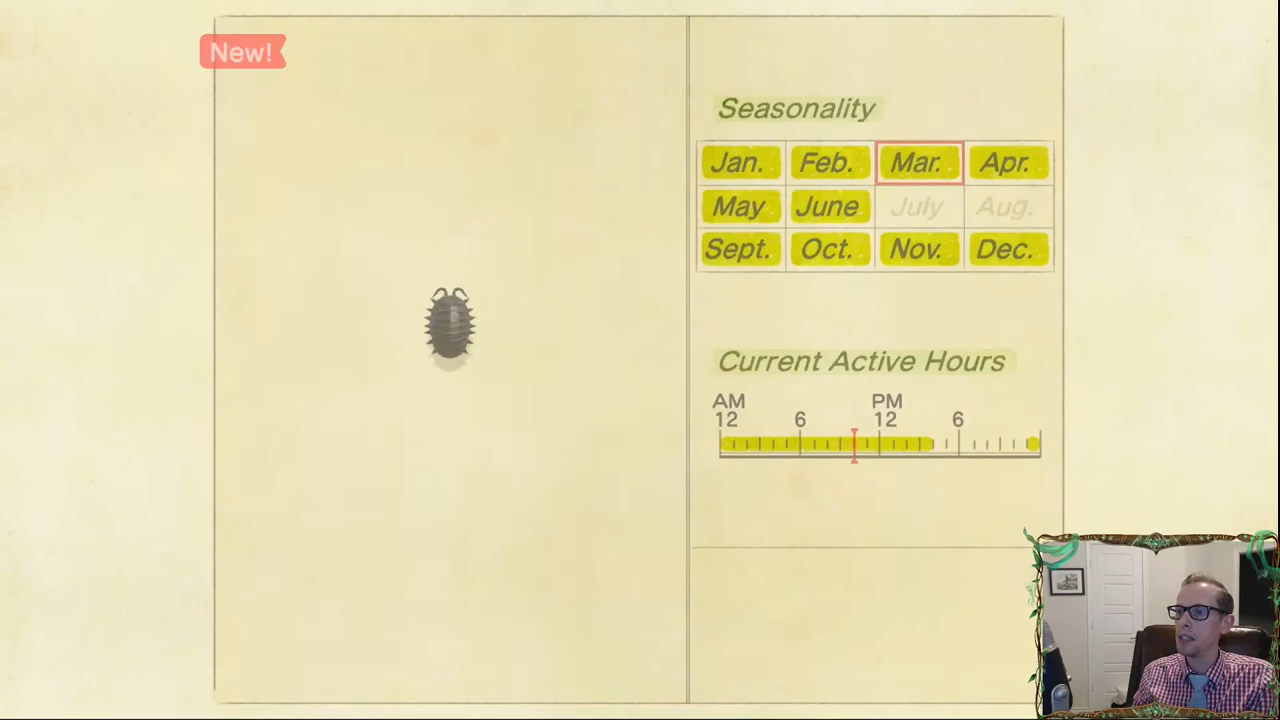 New!
Seasonality
Jan. Feb. Mar. Apr.
May June July Aug.
Sept. Oct. Nov. Dec.
Current Active Hours
AM PM
12 6 12 6